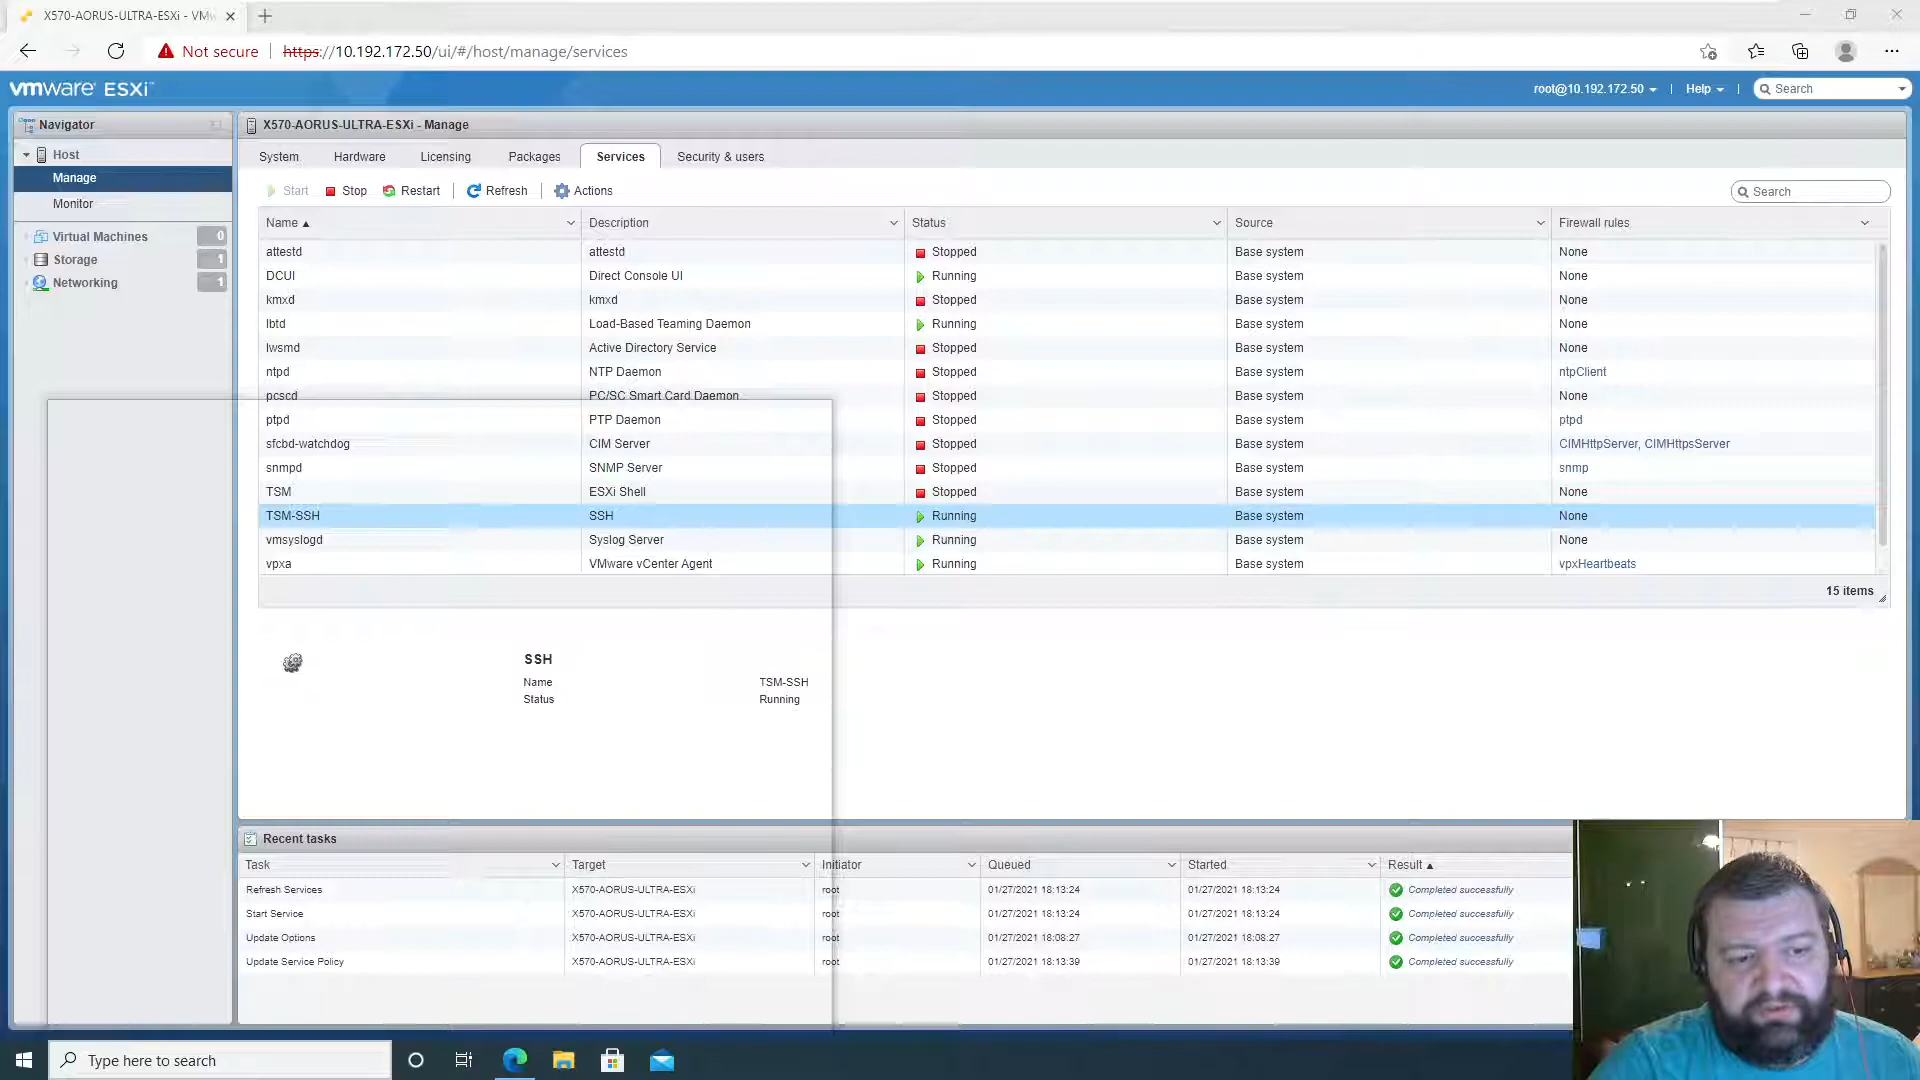 X570-AORUS-ULTRA-ESXi - VMw
Not secure
https://10.192.172.50/ui/#/host/manage/services
vmware ESXi
root@10.192.172.50 | Help | Search
Navigator
X570-AORUS-ULTRA-ESXi - Manage
Host
Manage
Monitor
Virtual Machines 0
Storage 1
Networking 1
System Hardware Licensing Packages Services Security & users
Start Stop Restart | Refresh | Actions
Search
Name Description Status Source Firewall rules
attestd attestd Stopped Base system None
DCUI Direct Console UI Running Base system None
kmxd kmxd Stopped Base system None
lbtd Load-Based Teaming Daemon Running Base system None
lwsmd Active Directory Service Stopped Base system None
ntpd NTP Daemon Stopped Base system ntpClient
pcscd PC/SC Smart Card Daemon Stopped Base system None
ptpd PTP Daemon Stopped Base system ptpd
sfcbd-watchdog CIM Server Stopped Base system CIMHttpServer, CIMHttpsServer
snmpd SNMP Server Stopped Base system snmp
TSM ESXi Shell Stopped Base system None
TSM-SSH SSH Running Base system None
vmsyslogd Syslog Server Running Base system None
vpxa VMware vCenter Agent Running Base system vpxHeartbeats
15 items
SSH
Name TSM-SSH
Status Running
Recent tasks
Task Target Initiator Queued Started Result
Refresh Services X570-AORUS-ULTRA-ESXi root 01/27/2021 18:13:24 01/27/2021 18:13:24 Completed successfully
Start Service X570-AORUS-ULTRA-ESXi root 01/27/2021 18:13:24 01/27/2021 18:13:24 Completed successfully
Update Options X570-AORUS-ULTRA-ESXi root 01/27/2021 18:08:27 01/27/2021 18:08:27 Completed successfully
Update Service Policy X570-AORUS-ULTRA-ESXi root 01/27/2021 18:13:39 01/27/2021 18:13:39 Completed successfully
Type here to search